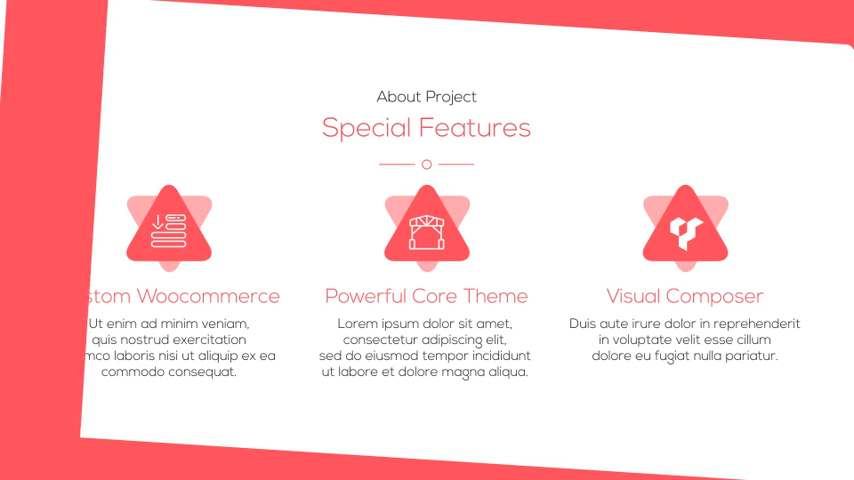 About Project
Special Features
stom Woocommerce
Ut enim ad minim veniam,
quis nostrud exercitation
mco laboris nisi ut aliquip ex ea
commodo consequat.
Powerful Core Theme
Lorem ipsum dolor sit amet,
consectetur adipiscing elit,
sed do eiusmod tempor incididunt
ut labore et dolore magna aliqua.
Visual Composer
Duis aute irure dolor in reprehenderit
in voluptate velit esse cillum
dolore eu fugiat nulla pariatur.